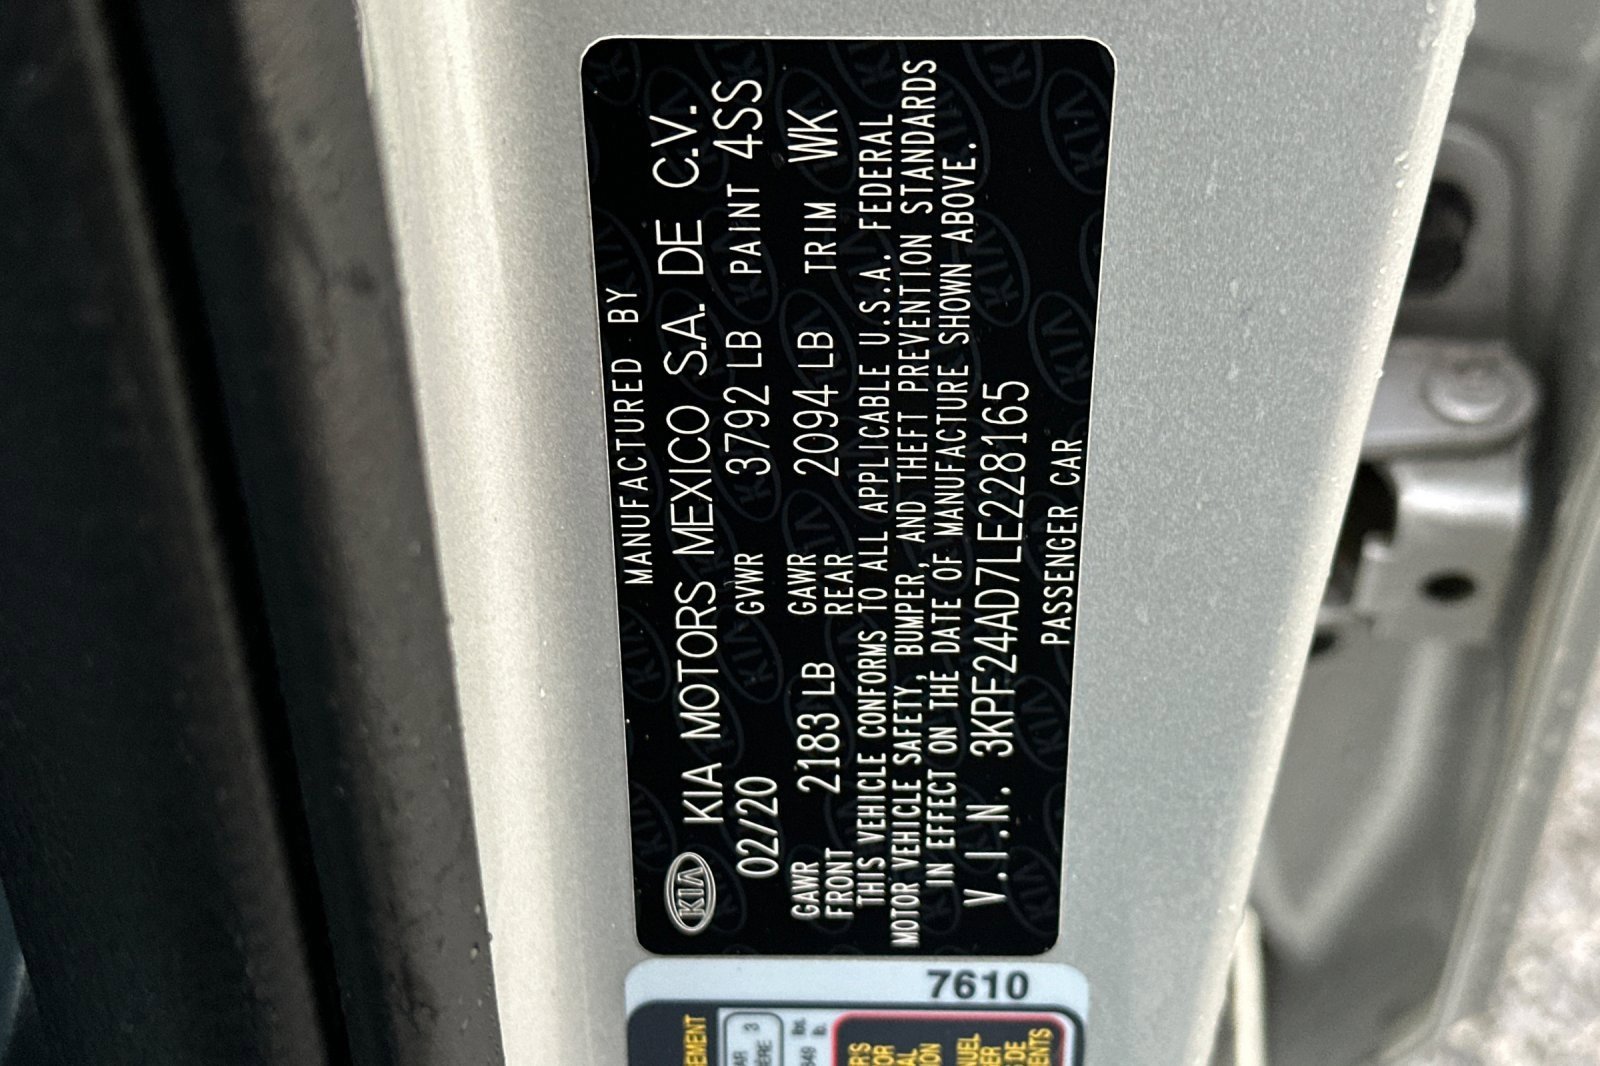 MANUFACTURED BY
KIA KIA MOTORS MEXICO S.A. DE C.V.
02/20 GVWR 3792 LB PAINT 4SS
GAWR FRONT 2183 LB GAWR REAR 2094 LB TRIM WK
THIS VEHICLE CONFORMS TO ALL APPLICABLE U.S.A. FEDERAL
MOTOR VEHICLE SAFETY, BUMPER, AND THEFT PREVENTION STANDARDS
IN EFFECT ON THE DATE OF MANUFACTURE SHOWN ABOVE.
V.I.N. 3KPF24AD7LE228165
PASSENGER CAR
7610